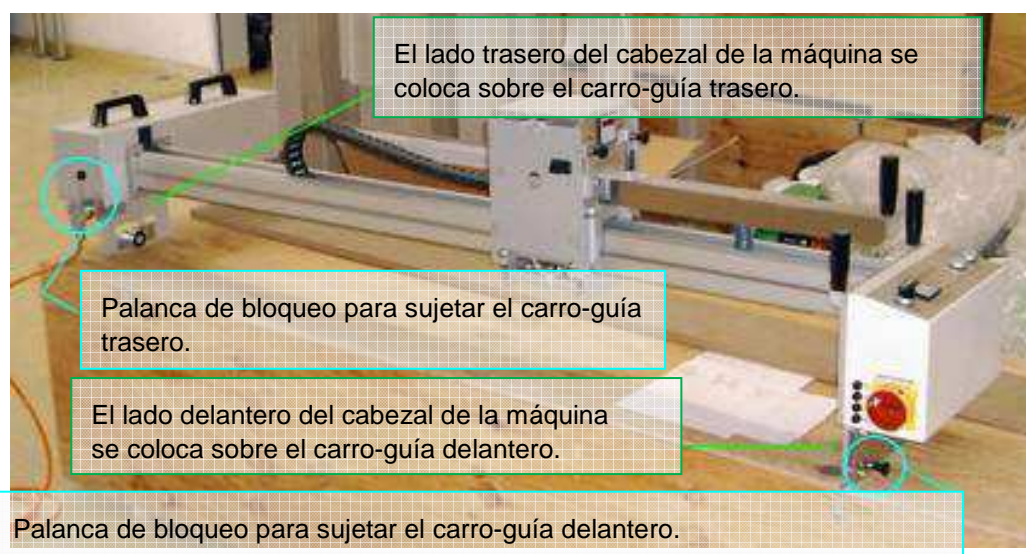 El lado trasero del cabezal de la máquina se
coloca sobre el carro-guía trasero.
Palanca de bloqueo para sujetar el carro-guía
trasero.
El lado delantero del cabezal de la máquina
se coloca sobre el carro-guía delantero.
Palanca de bloqueo para sujetar el carro-guía delantero.